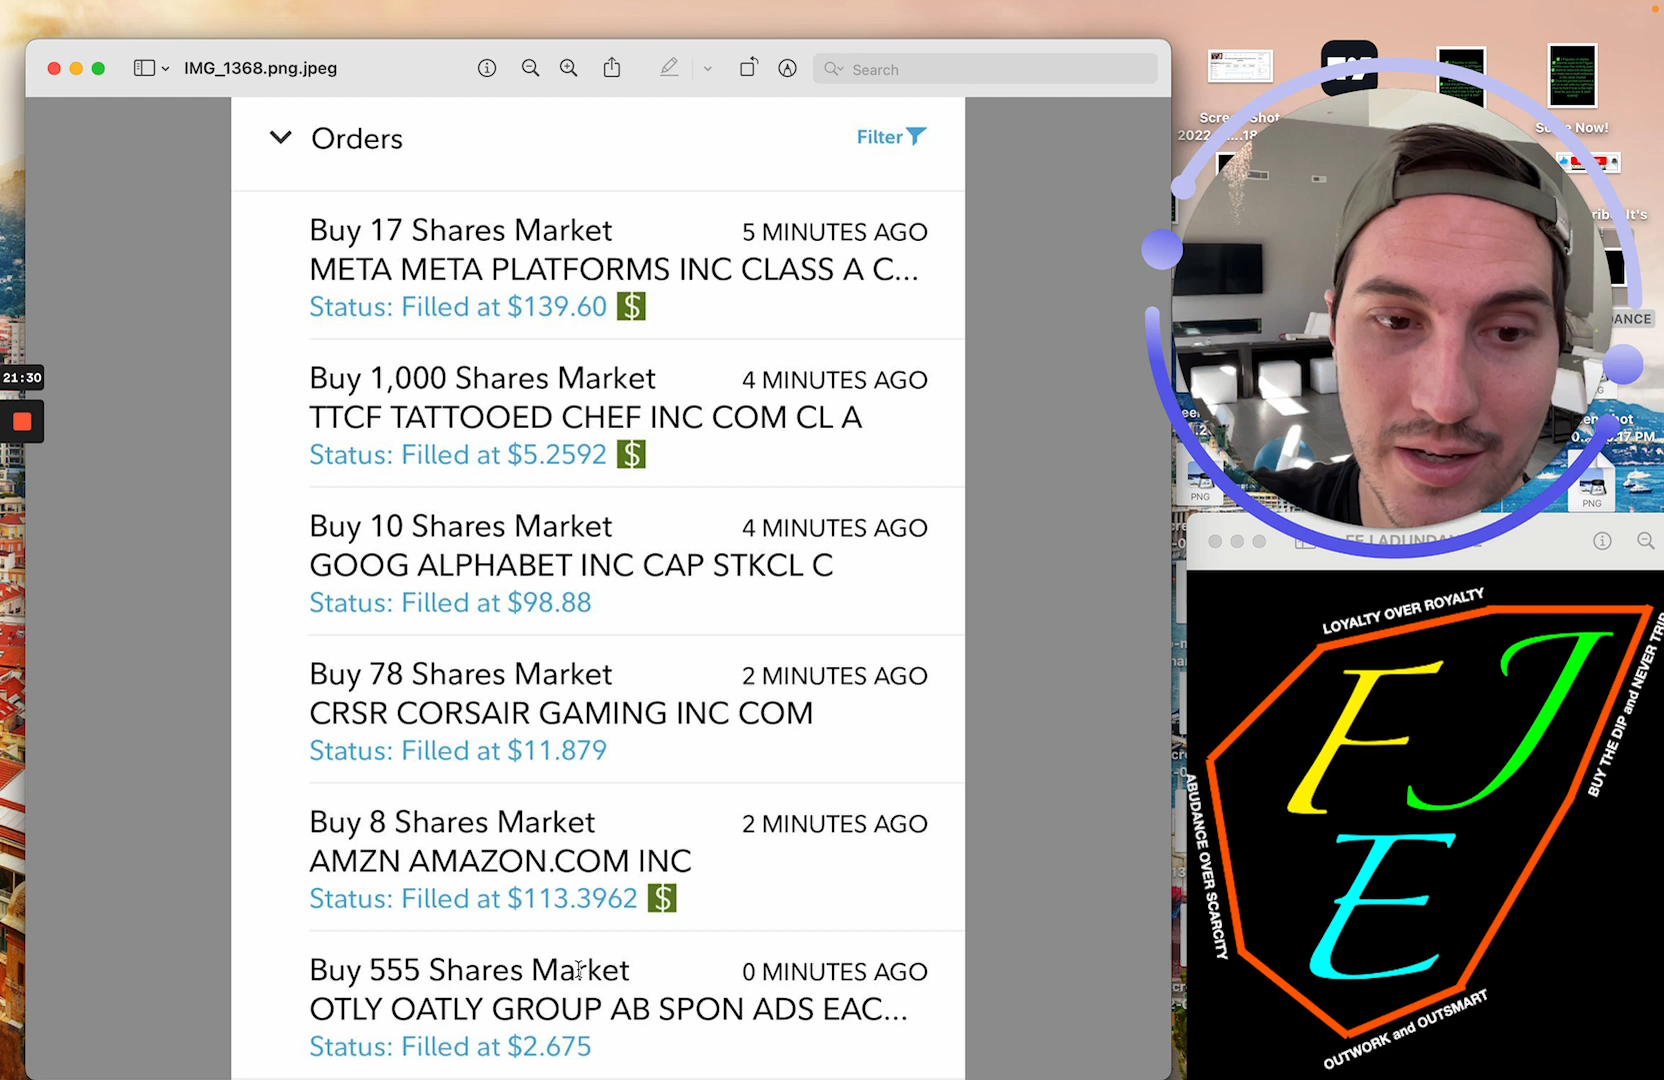 IMG_1368.png.jpeg
Search
Orders
Filter
Buy 17 Shares Market
5 MINUTES AGO
META META PLATFORMS INC CLASS A C...
Status: Filled at $139.60 $
Buy 1,000 Shares Market
4 MINUTES AGO
TTCF TATTOOED CHEF INC COM CL A
Status: Filled at $5.2592 $
Buy 10 Shares Market
4 MINUTES AGO
GOOG ALPHABET INC CAP STKCL C
Status: Filled at $98.88
Buy 78 Shares Market
2 MINUTES AGO
CRSR CORSAIR GAMING INC COM
Status: Filled at $11.879
Buy 8 Shares Market
2 MINUTES AGO
AMZN AMAZON.COM INC
Status: Filled at $113.3962 $
Buy 555 Shares Market
0 MINUTES AGO
OTLY OATLY GROUP AB SPON ADS EAC...
Status: Filled at $2.675
21:30
Now!
PNG
PNG
LOYALTY OVER ROYALTY
BUY THE DIP and NEVER TRIP
F J
E
ABUDANCE OVER SCARCITY
OUTWORK and OUTSMART